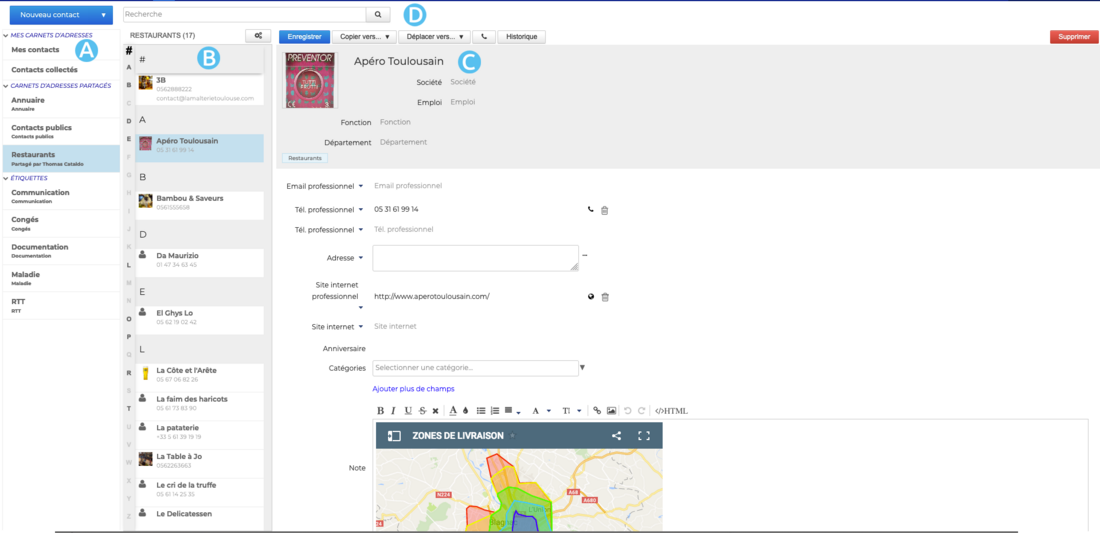 Nouveau contact
Recherche
D
MES CARNETS D'ADRESSES
A
Mes contacts
Contacts collectés
CARNETS D'ADRESSES PARTAGÉS
Annuaire
Annuaire
Contacts publics
Contacts publics
Restaurants
Partagé par Thomas Cataldo
ÉTIQUETTES
Communication
Communication
Congés
Congés
Documentation
Documentation
Maladie
Maladie
RTT
RTT
RESTAURANTS (17)
#
A
B
C
D
E
F
G
H
I
J
K
L
M
N
O
P
Q
R
S
T
U
V
W
X
Y
Z
#
B
3B
0562888222
contact@lamalterietoulouse.com
A
Apéro Toulousain
05 31 61 99 14
B
Bambou & Saveurs
0561555658
D
Da Maurizio
01 47 34 63 45
E
El Ghys Lo
05 62 19 02 42
L
La Côte et l'Arête
05 67 06 82 26
La faim des haricots
05 61 73 83 90
La pataterie
+33 5 61 39 19 19
La Table à Jo
0562263663
Le cri de la truffe
05 61 14 25 35
Le Delicatessen
Enregistrer
Copier vers...
Déplacer vers...
Historique
Supprimer
PREVENTOR
TUTTI FRUTTI
Apéro Toulousain
C
Société Société
Emploi Emploi
Fonction Fonction
Département Département
Restaurants
Email professionnel Email professionnel
Tél. professionnel 05 31 61 99 14
Tél. professionnel Tél. professionnel
Adresse
Site internet
professionnel http://www.aperotoulousain.com/
Site internet Site internet
Anniversaire
Catégories Selectionner une catégorie...
Ajouter plus de champs
B I U S A A T </>HTML
Note
ZONES DE LIVRAISON
N224
A68
A680